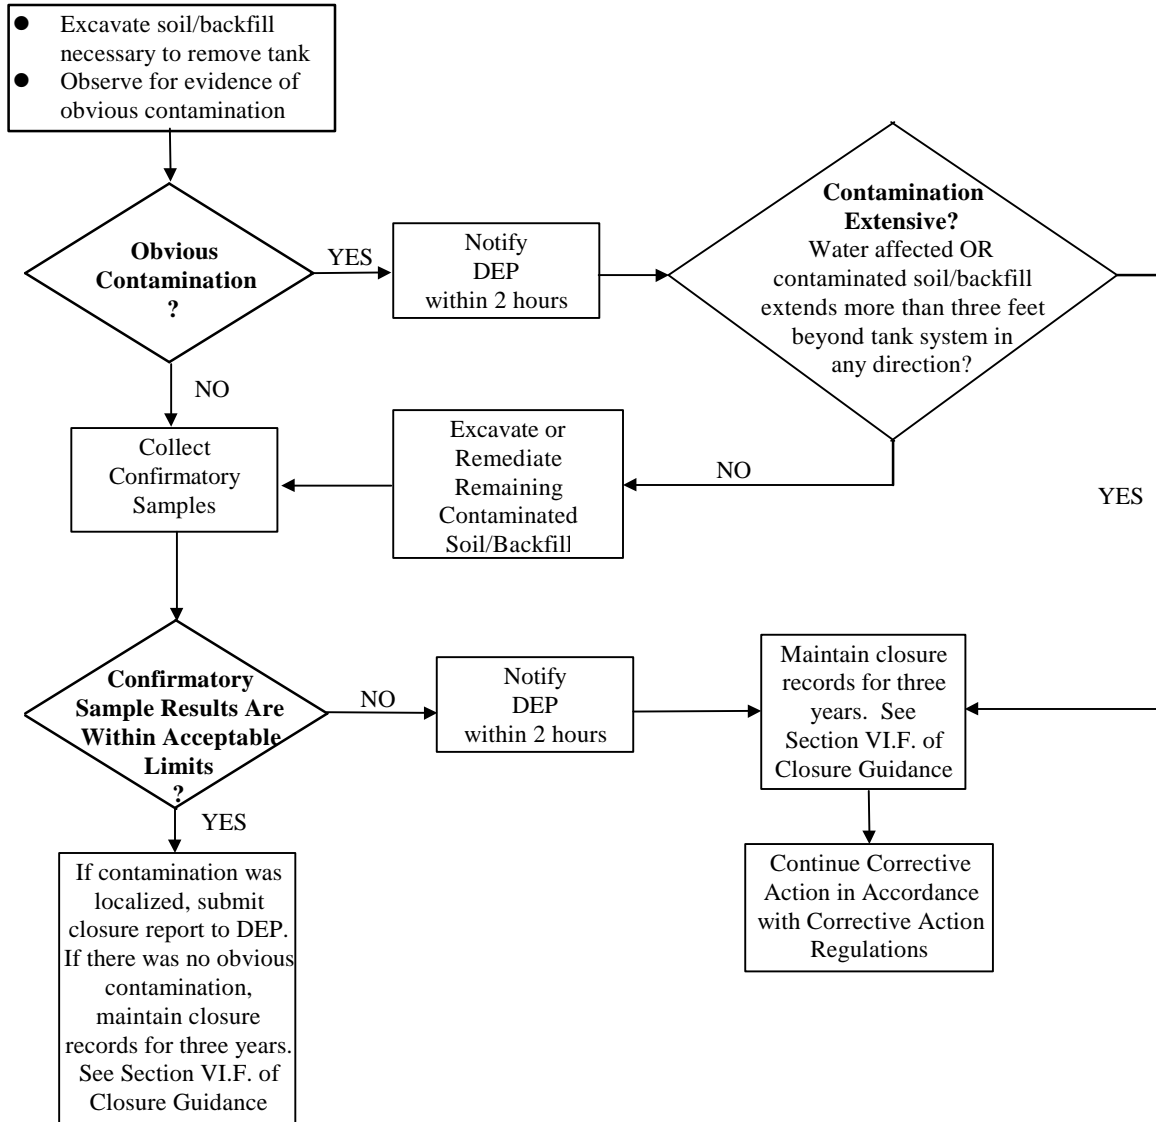 ● Excavate soil/backfill
necessary to remove tank
● Observe for evidence of
obvious contamination
Obvious
Contamination
?
YES
Notify
DEP
within 2 hours
Contamination
Extensive?
Water affected OR
contaminated soil/backfill
extends more than three feet
beyond tank system in
any direction?
NO
Collect
Confirmatory
Samples
Excavate or
Remediate
Remaining
Contaminated
Soil/Backfill
NO
YES
Confirmatory
Sample Results Are
Within Acceptable
Limits
?
NO
Notify
DEP
within 2 hours
Maintain closure
records for three
years.  See
Section VI.F. of
Closure Guidance
YES
If contamination was
localized, submit
closure report to DEP.
If there was no obvious
contamination,
maintain closure
records for three years.
See Section VI.F. of
Closure Guidance
Continue Corrective
Action in Accordance
with Corrective Action
Regulations